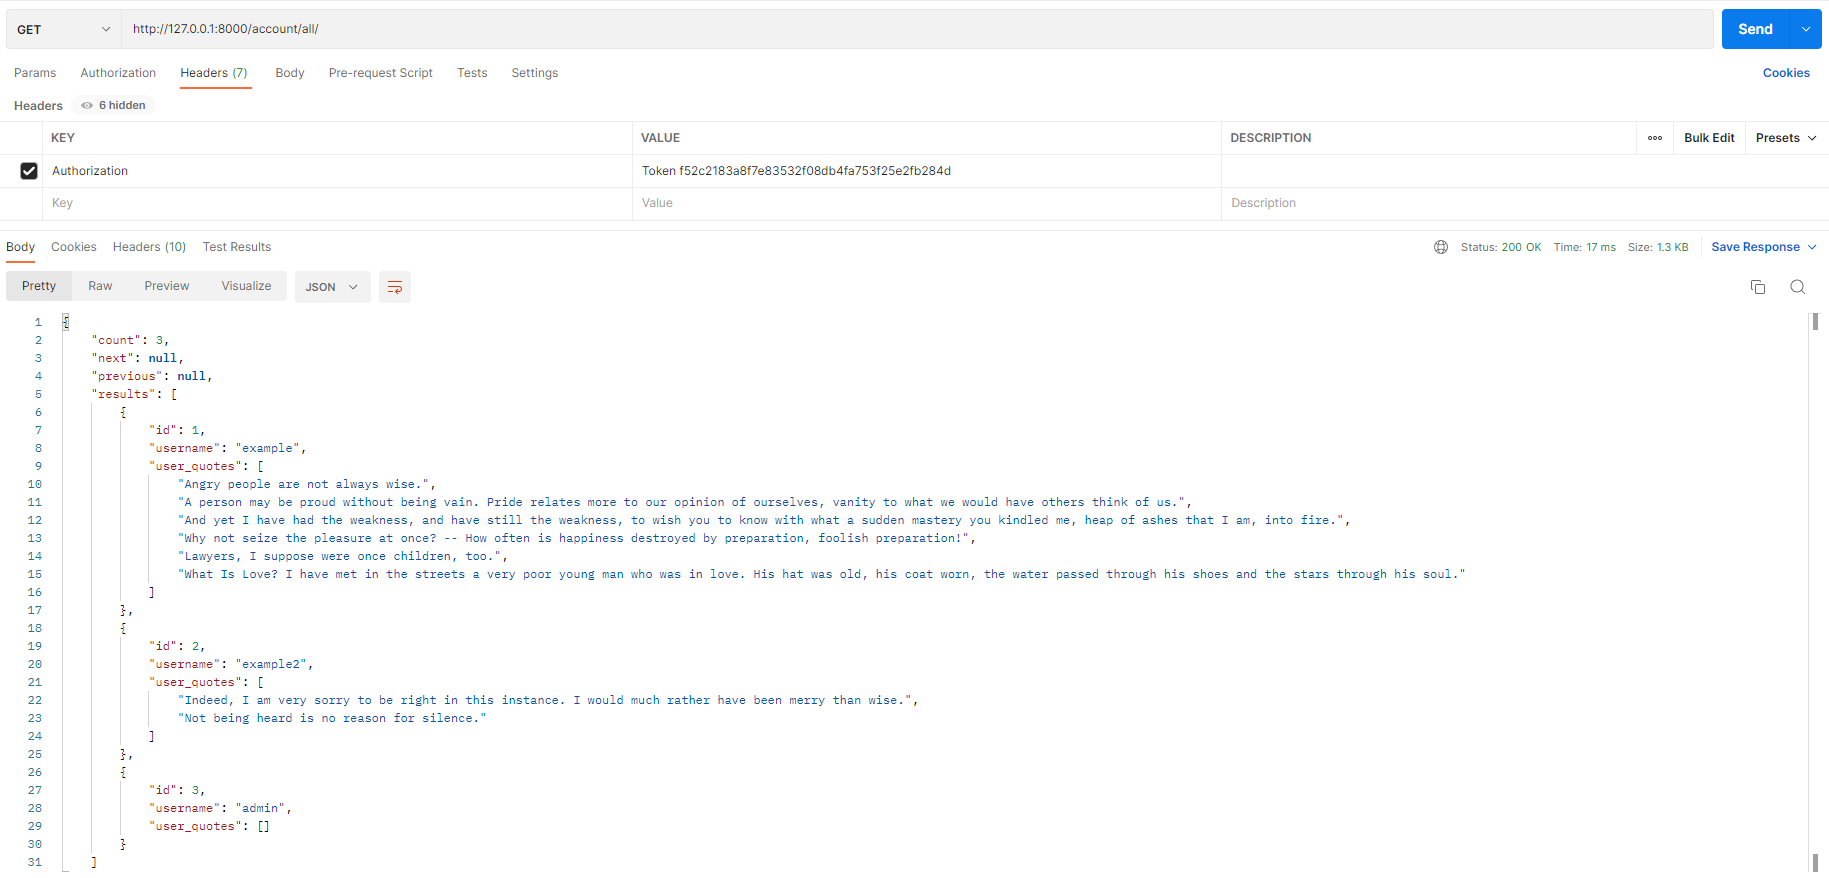 GET http://127.0.0.1:8000/account/all/ Send
Params Authorization Headers (7) Body Pre-request Script Tests Settings Cookies
Headers 6 hidden
KEY VALUE DESCRIPTION ooo Bulk Edit Presets
Authorization Token f52c2183a8f7e83532f08db4fa753f25e2fb284d
Key Value Description
Body Cookies Headers (10) Test Results Status: 200 OK Time: 17 ms Size: 1.3 KB Save Response
Pretty Raw Preview Visualize JSON
1 {
2 "count": 3,
3 "next": null,
4 "previous": null,
5 "results": [
6 {
7 "id": 1,
8 "username": "example",
9 "user_quotes": [
10 "Angry people are not always wise.",
11 "A person may be proud without being vain. Pride relates more to our opinion of ourselves, vanity to what we would have others think of us.",
12 "And yet I have had the weakness, and have still the weakness, to wish you to know with what a sudden mastery you kindled me, heap of ashes that I am, into fire.",
13 "Why not seize the pleasure at once? -- How often is happiness destroyed by preparation, foolish preparation!",
14 "Lawyers, I suppose were once children, too.",
15 "What Is Love? I have met in the streets a very poor young man who was in love. His hat was old, his coat worn, the water passed through his shoes and the stars through his soul."
16 ]
17 },
18 {
19 "id": 2,
20 "username": "example2",
21 "user_quotes": [
22 "Indeed, I am very sorry to be right in this instance. I would much rather have been merry than wise.",
23 "Not being heard is no reason for silence."
24 ]
25 },
26 {
27 "id": 3,
28 "username": "admin",
29 "user_quotes": []
30 }
31 ]